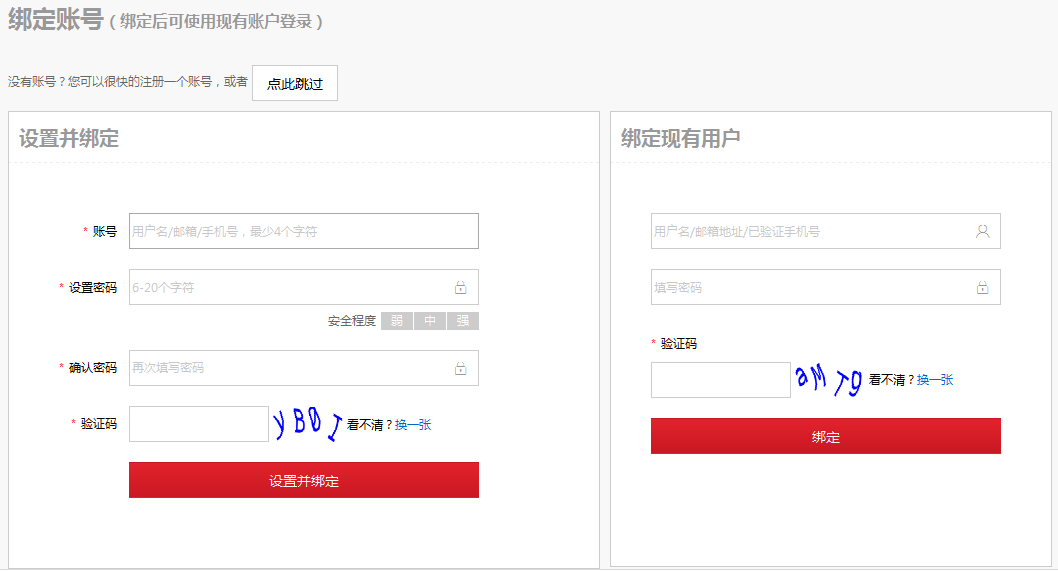 绑定账号（绑定后可使用现有账户登录）
没有账号？您可以很快的注册一个账号，或者 点此跳过
设置并绑定
* 账号 用户名/邮箱/手机号，最少4个字符
* 设置密码 6-20个字符
安全程度 弱 中 强
* 确认密码 再次填写密码
* 验证码 看不清？换一张
设置并绑定
绑定现有用户
用户名/邮箱地址/已验证手机号
填写密码
* 验证码
aMTg 看不清？换一张
绑定